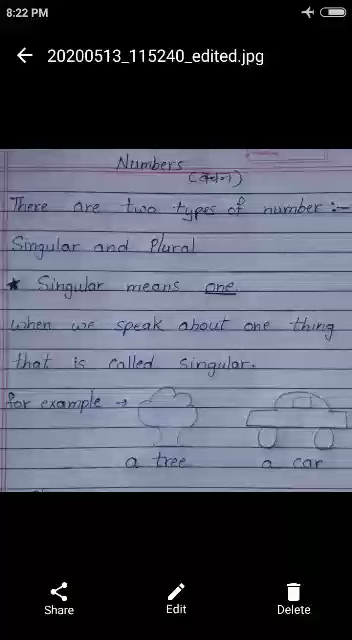 8:22 PM
20200513_115240_edited.jpg
Numbers
(वचन)
There are two types of number :-
Singular and Plural
★ Singular means one.
when we speak about one thing
that is called singular.
for example →
a tree a car
Share Edit Delete